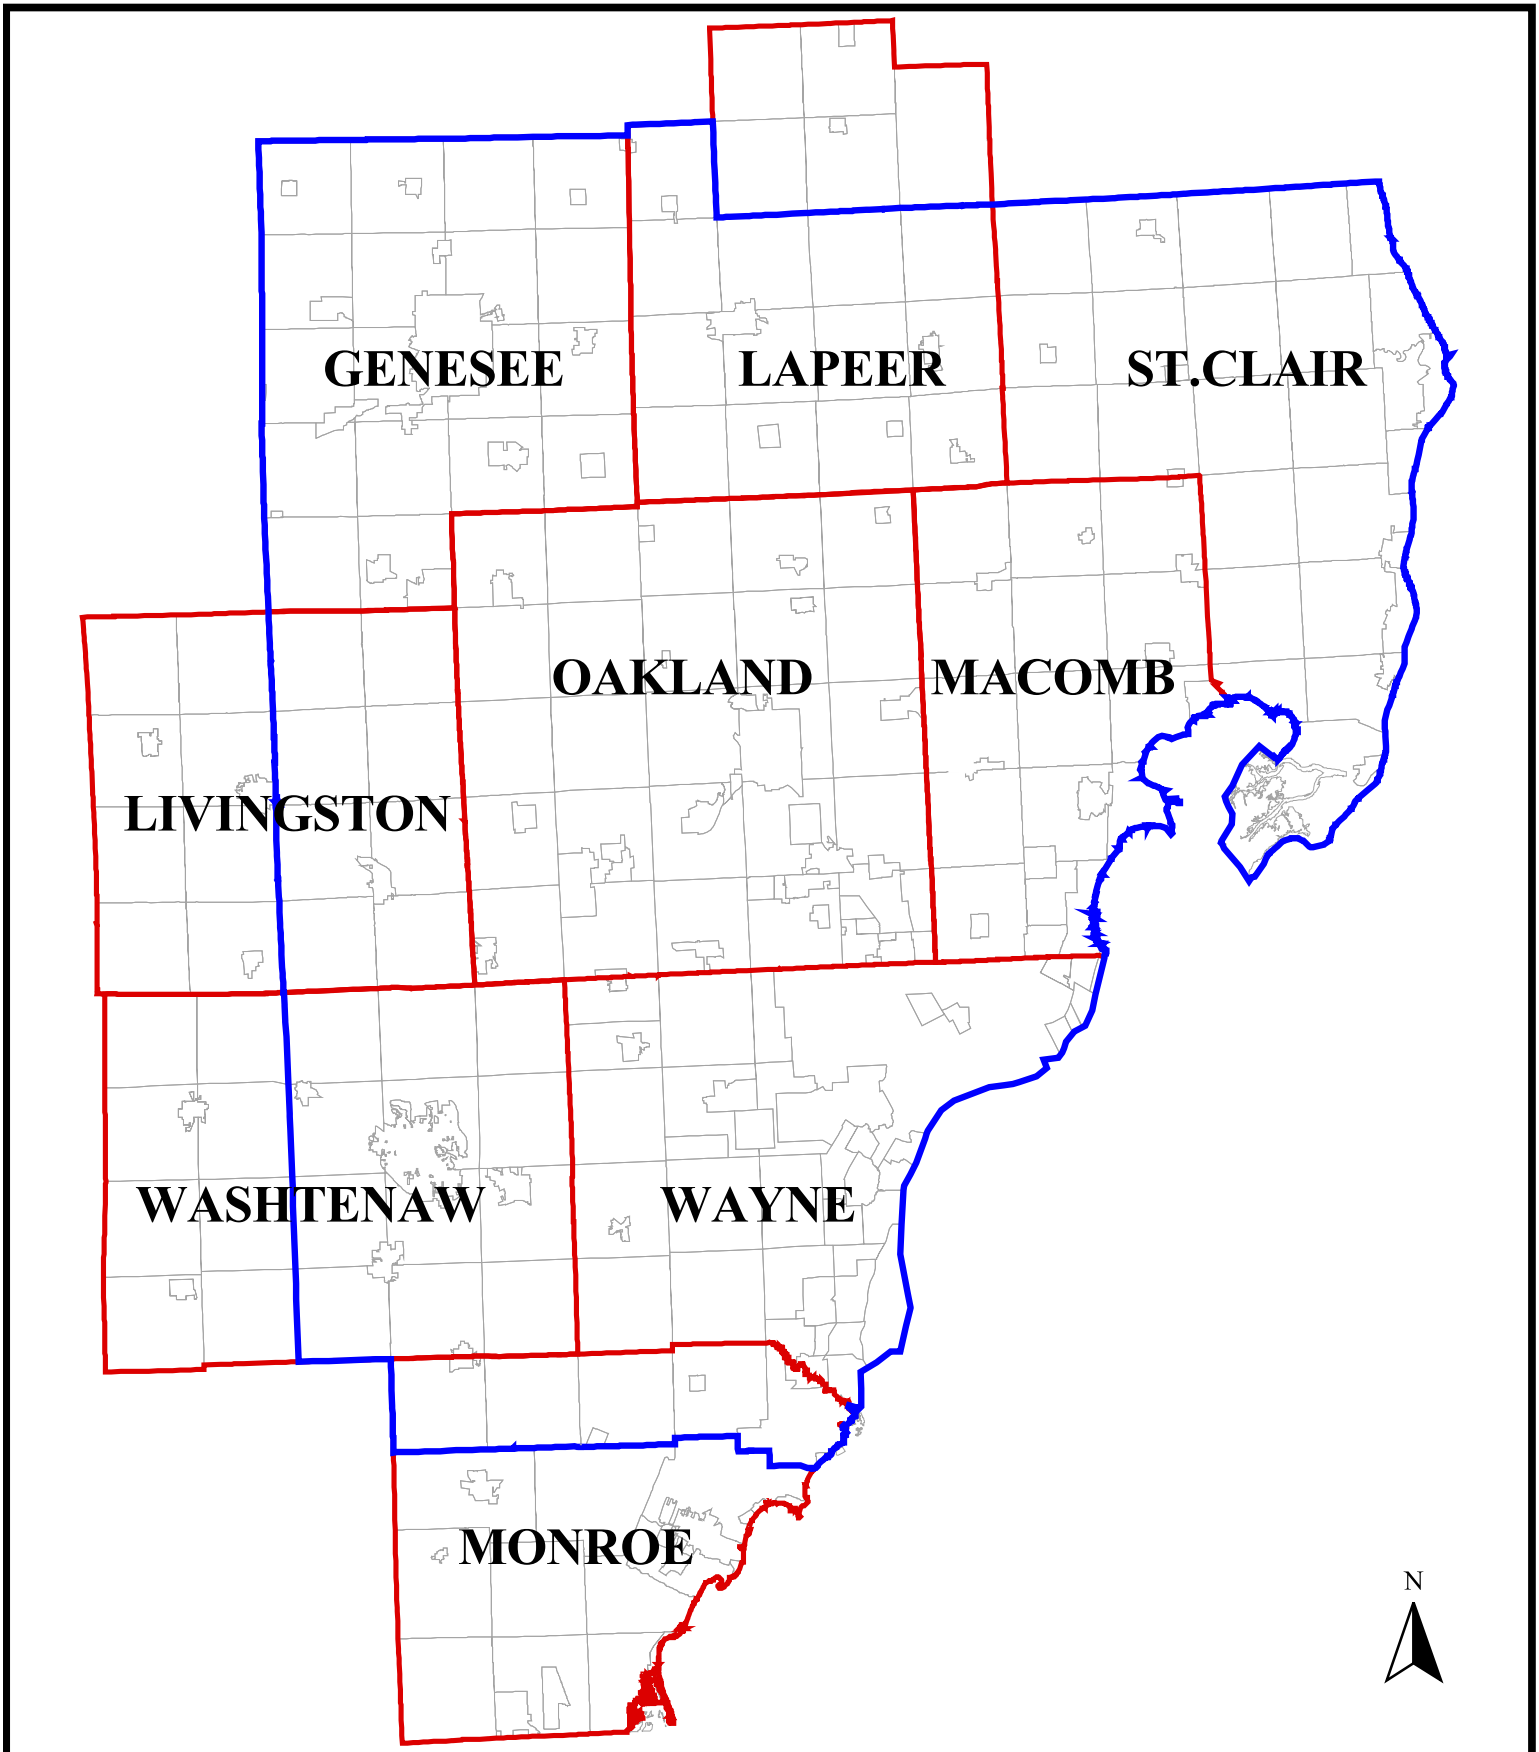 GENESEE
LAPEER
ST.CLAIR
OAKLAND
MACOMB
LIVINGSTON
WASHTENAW
WAYNE
MONROE
N